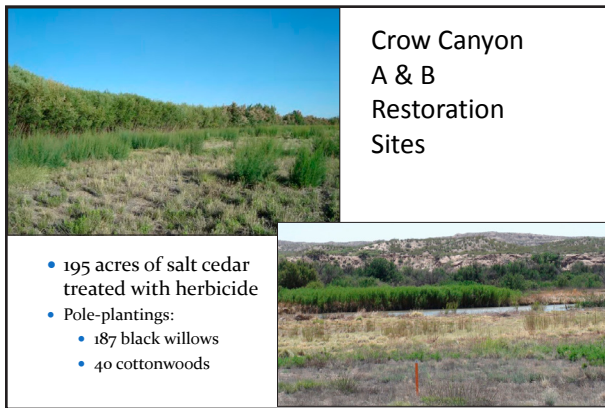 Crow Canyon
A & B
Restoration
Sites
• 195 acres of salt cedar
treated with herbicide
• Pole-plantings:
• 187 black willows
• 40 cottonwoods